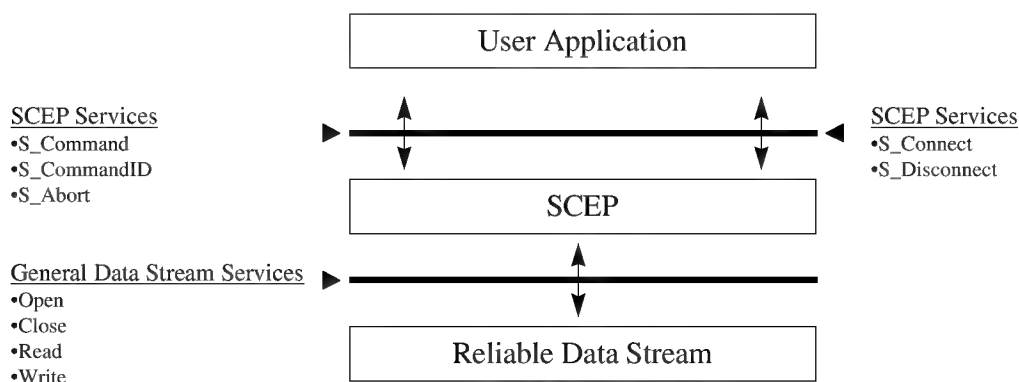 User Application
SCEP Services
•S_Command
•S_CommandID
•S_Abort
SCEP Services
•S_Connect
•S_Disconnect
SCEP
General Data Stream Services
•Open
•Close
•Read
•Write
Reliable Data Stream